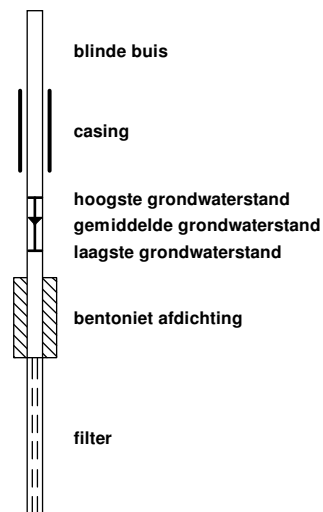 blinde buis
casing
hoogste grondwaterstand
gemiddelde grondwaterstand
laagste grondwaterstand
bentoniet afdichting
filter